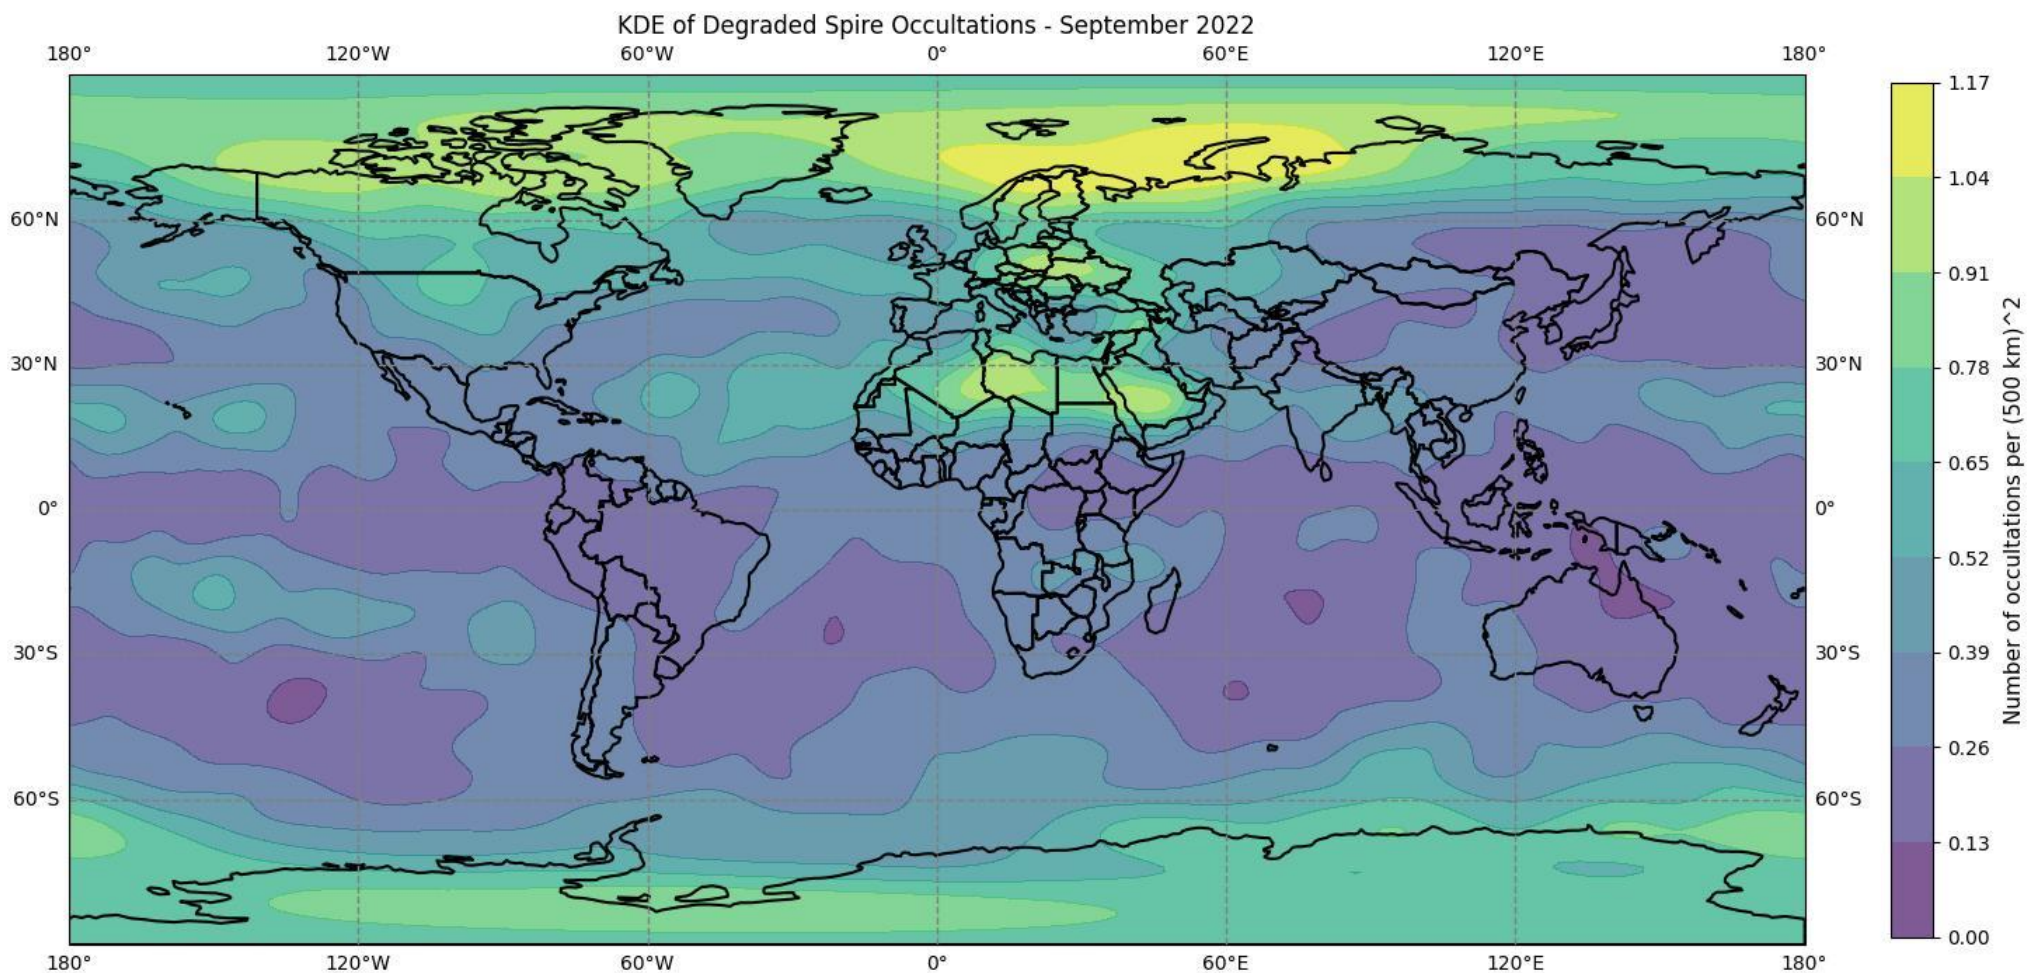 KDE of Degraded Spire Occultations - September 2022
180° 120°W 60°W 0° 60°E 120°E 180°
60°N 60°N
30°N 30°N
0° 0°
30°S 30°S
60°S 60°S
180° 120°W 60°W 0° 60°E 120°E 180°
1.17
1.04
0.91
0.78
0.65
0.52
0.39
0.26
0.13
0.00
Number of occultations per (500 km)^2